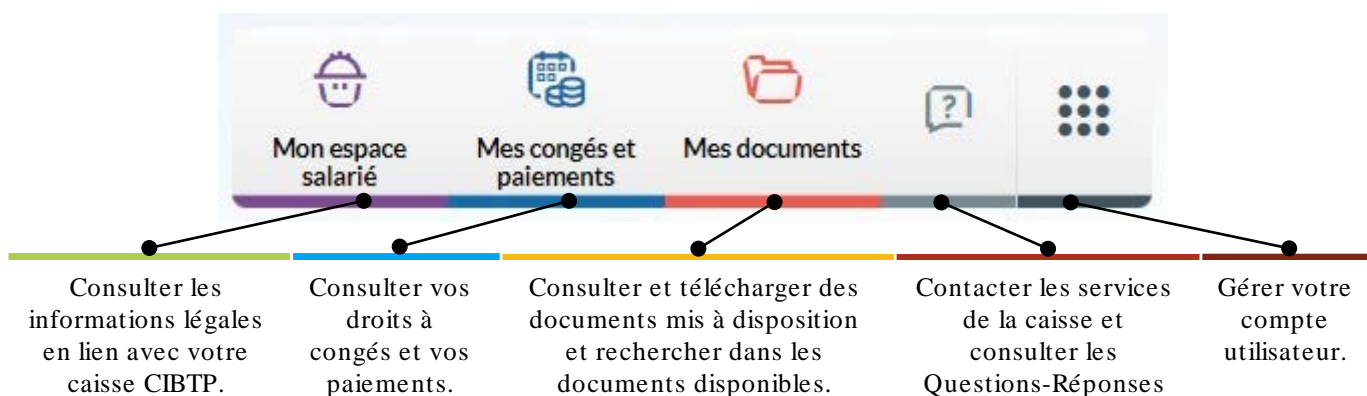 Mon espace
salarié
Mes congés et
paiements
Mes documents
?
Consulter les
informations légales
en lien avec votre
caisse CIBTP.
Consulter vos
droits à
congés et vos
paiements.
Consulter et télécharger des
documents mis à disposition
et rechercher dans les
documents disponibles.
Contacter les services
de la caisse et
consulter les
Questions-Réponses
Gérer votre
compte
utilisateur.